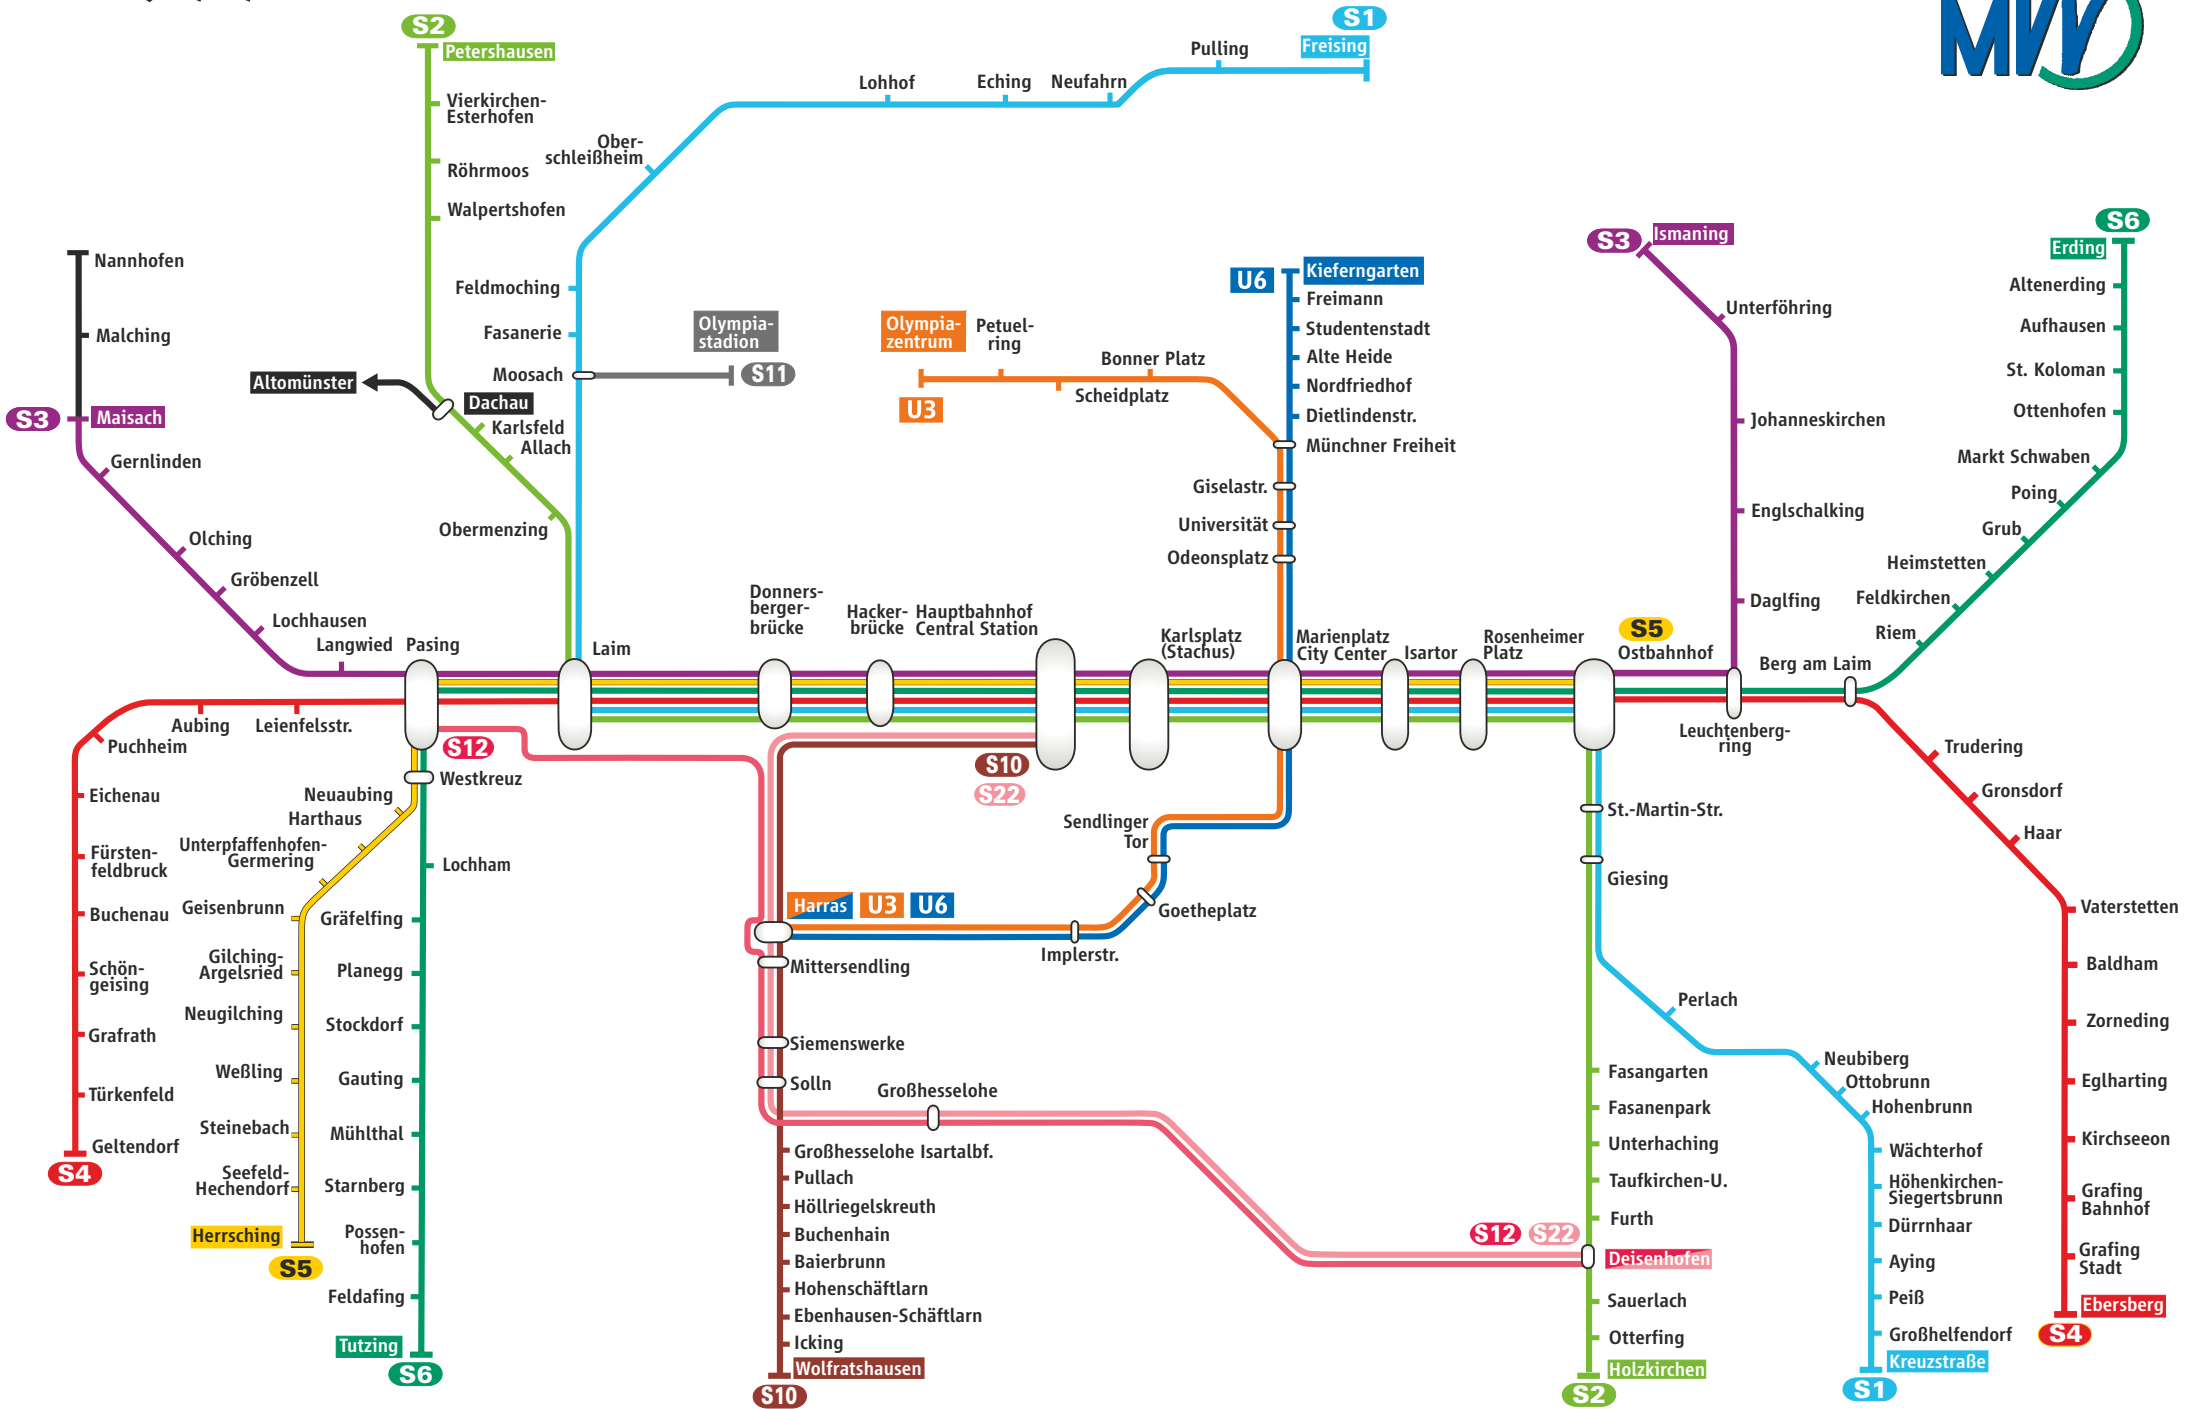 S2
Petershausen
Vierkirchen-
Esterhofen
Röhrmoos
Walpertshofen
S1
Freising
Pulling
Neufahrn
Eching
Lohhof
Ober-
schleißheim
Feldmoching
Fasanerie
Moosach
MVV
Nannhofen
Malching
S3
Maisach
Gernlinden
Olching
Gröbenzell
Lochhausen
Langwied
Pasing
Altomünster
Dachau
Karlsfeld
Allach
Obermenzing
Laim
Olympia-
stadion
S11
Olympia-
zentrum
U3
Petuel-
ring
Scheidplatz
Bonner Platz
U6
Kieferngarten
Freimann
Studentenstadt
Alte Heide
Nordfriedhof
Dietlindenstr.
Münchner Freiheit
Giselastr.
Universität
Odeonsplatz
S3
Ismaning
Unterföhring
Johanneskirchen
Englschalking
Daglfing
S6
Erding
Altenerding
Aufhausen
St. Koloman
Ottenhofen
Markt Schwaben
Poing
Grub
Heimstetten
Feldkirchen
Riem
Berg am Laim
Donners-
berger-
brücke
Hacker-
brücke
Hauptbahnhof
Central Station
Karlsplatz
(Stachus)
Marienplatz
City Center
Isartor
Rosenheimer
Platz
S5
Ostbahnhof
Leuchtenberg-
ring
Aubing
Leienfelsstr.
Puchheim
Eichenau
Fürsten-
feldbruck
Buchenau
Schön-
geising
Grafrath
Türkenfeld
Geltendorf
S4
S12
Westkreuz
Neuaubing
Harthaus
Unterpfaffenhofen-
Germering
Geisenbrunn
Gilching-
Argelsried
Neugilching
Weßling
Steinebach
Seefeld-
Hechendorf
Herrsching
S5
Lochham
Gräfelfing
Planegg
Stockdorf
Gauting
Mühlthal
Starnberg
Possen-
hofen
Feldafing
Tutzing
S6
S10
S22
Sendlinger
Tor
Goetheplatz
Implerstr.
Harras
U3
U6
Mittersendling
Siemenswerke
Solln
Großhesselohe
Großhesselohe Isartalbf.
Pullach
Höllriegelskreuth
Buchenhain
Baierbrunn
Hohenschäftlarn
Ebenhausen-Schäftlarn
Icking
Wolfratshausen
S10
St.-Martin-Str.
Giesing
Fasangarten
Fasanenpark
Unterhaching
Taufkirchen-U.
Furth
S12
S22
Deisenhofen
Sauerlach
Otterfing
Holzkirchen
S2
Perlach
Neubiberg
Ottobrunn
Hohenbrunn
Wächterhof
Höhenkirchen-
Siegertsbrunn
Dürrnhaar
Aying
Peiß
Großhelfendorf
Kreuzstraße
S1
Trudering
Gronsdorf
Haar
Vaterstetten
Baldham
Zorneding
Eglharting
Kirchseeon
Grafing
Bahnhof
Grafing
Stadt
Ebersberg
S4